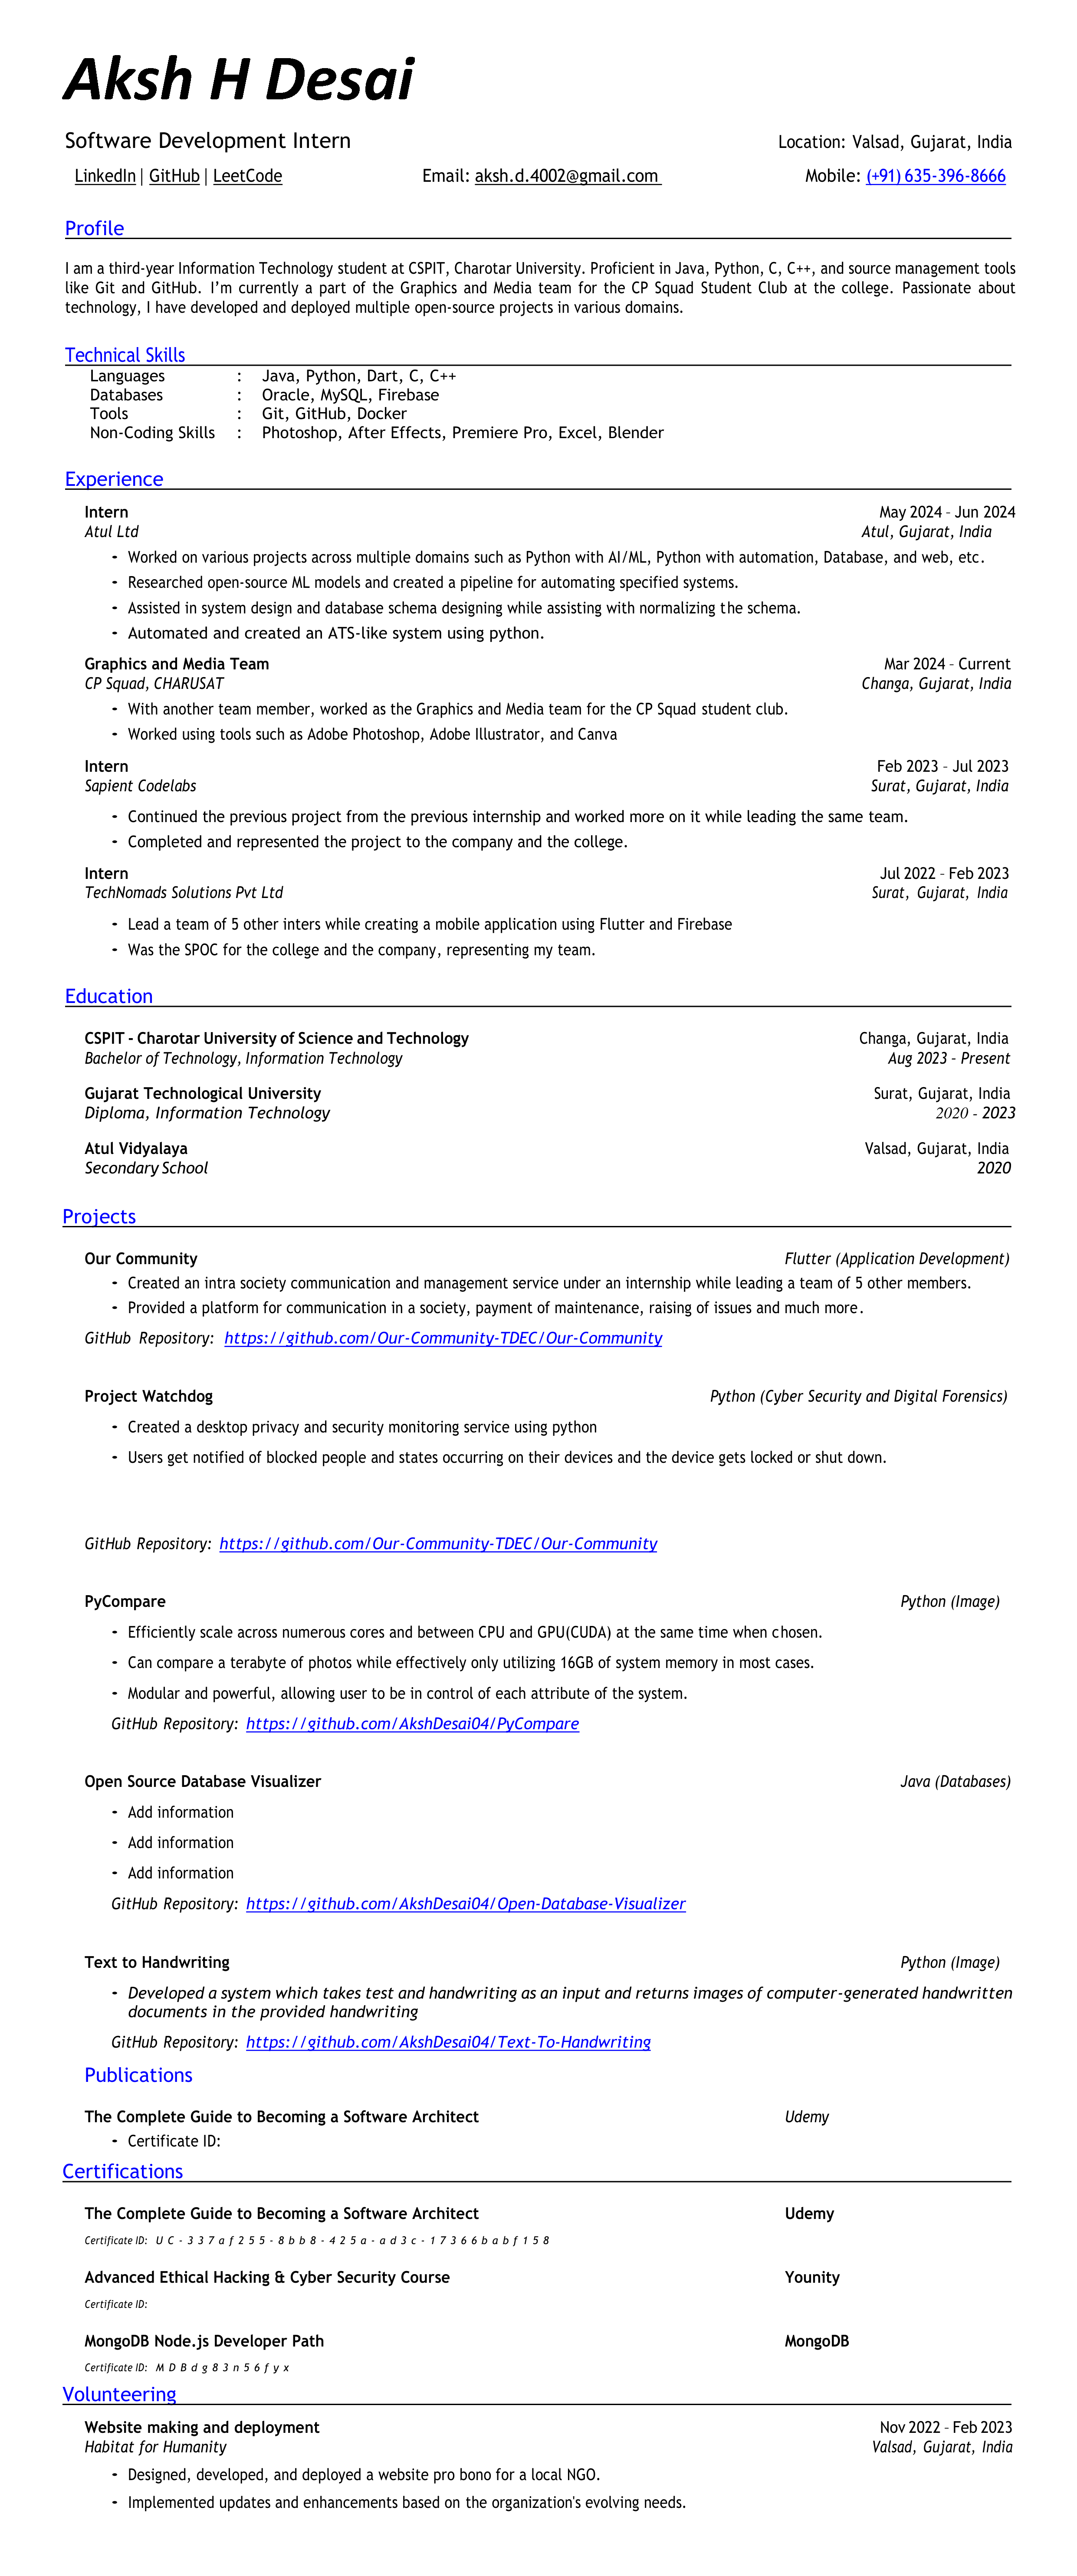 Aksh H Desai
Software Development Intern Location: Valsad, Gujarat, India
LinkedIn | GitHub | LeetCode Email: aksh.d.4002@gmail.com Mobile: (+91) 635-396-8666
Profile
I am a third-year Information Technology student at CSPIT, Charotar University. Proficient in Java, Python, C, C++, and source management tools
like Git and GitHub. I'm currently a part of the Graphics and Media team for the CP Squad Student Club at the college. Passionate about
technology, I have developed and deployed multiple open-source projects in various domains.
Technical Skills
Languages : Java, Python, Dart, C, C++
Databases : Oracle, MySQL, Firebase
Tools : Git, GitHub, Docker
Non-Coding Skills : Photoshop, After Effects, Premiere Pro, Excel, Blender
Experience
Intern May 2024 – Jun 2024
Atul Ltd Atul, Gujarat, India
- Worked on various projects across multiple domains such as Python with AI/ML, Python with automation, Database, and web, etc.
- Researched open-source ML models and created a pipeline for automating specified systems.
- Assisted in system design and database schema designing while assisting with normalizing the schema.
- Automated and created an ATS-like system using python.
Graphics and Media Team Mar 2024 – Current
CP Squad, CHARUSAT Changa, Gujarat, India
- With another team member, worked as the Graphics and Media team for the CP Squad student club.
- Worked using tools such as Adobe Photoshop, Adobe Illustrator, and Canva
Intern Feb 2023 – Jul 2023
Sapient Codelabs Surat, Gujarat, India
- Continued the previous project from the previous internship and worked more on it while leading the same team.
- Completed and represented the project to the company and the college.
Intern Jul 2022 – Feb 2023
TechNomads Solutions Pvt Ltd Surat, Gujarat, India
- Lead a team of 5 other inters while creating a mobile application using Flutter and Firebase
- Was the SPOC for the college and the company, representing my team.
Education
CSPIT - Charotar University of Science and Technology Changa, Gujarat, India
Bachelor of Technology, Information Technology Aug 2023 – Present
Gujarat Technological University Surat, Gujarat, India
Diploma, Information Technology 2020 - 2023
Atul Vidyalaya Valsad, Gujarat, India
Secondary School 2020
Projects
Our Community Flutter (Application Development)
- Created an intra society communication and management service under an internship while leading a team of 5 other members.
- Provided a platform for communication in a society, payment of maintenance, raising of issues and much more.
GitHub Repository: https://github.com/Our-Community-TDEC/Our-Community
Project Watchdog Python (Cyber Security and Digital Forensics)
- Created a desktop privacy and security monitoring service using python
- Users get notified of blocked people and states occurring on their devices and the device gets locked or shut down.
GitHub Repository: https://github.com/Our-Community-TDEC/Our-Community
PyCompare Python (Image)
- Efficiently scale across numerous cores and between CPU and GPU(CUDA) at the same time when chosen.
- Can compare a terabyte of photos while effectively only utilizing 16GB of system memory in most cases.
- Modular and powerful, allowing user to be in control of each attribute of the system.
GitHub Repository: https://github.com/AkshDesai04/PyCompare
Open Source Database Visualizer Java (Databases)
- Add information
- Add information
- Add information
GitHub Repository: https://github.com/AkshDesai04/Open-Database-Visualizer
Text to Handwriting Python (Image)
- Developed a system which takes test and handwriting as an input and returns images of computer-generated handwritten
documents in the provided handwriting
GitHub Repository: https://github.com/AkshDesai04/Text-To-Handwriting
Publications
The Complete Guide to Becoming a Software Architect Udemy
- Certificate ID:
Certifications
The Complete Guide to Becoming a Software Architect Udemy
Certificate ID: UC-337af255-8bb8-425a-ad3c-17366babf158
Advanced Ethical Hacking & Cyber Security Course Younity
Certificate ID:
MongoDB Node.js Developer Path MongoDB
Certificate ID: MDBdg83n56fyx
Volunteering
Website making and deployment Nov 2022 – Feb 2023
Habitat for Humanity Valsad, Gujarat, India
- Designed, developed, and deployed a website pro bono for a local NGO.
- Implemented updates and enhancements based on the organization's evolving needs.